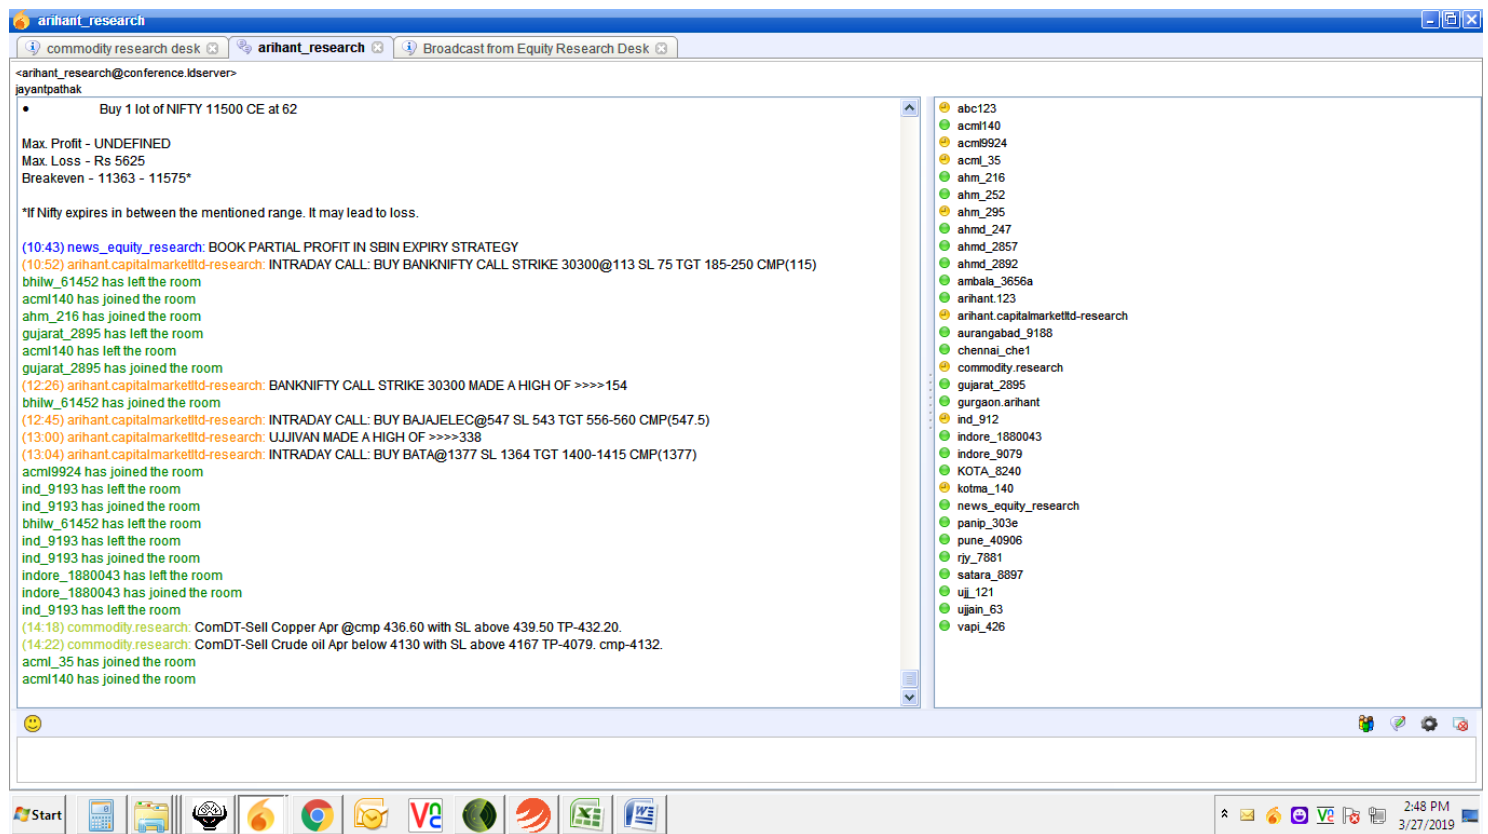 arihant_research
commodity research desk
arihant_research
Broadcast from Equity Research Desk
<arihant_research@conference.ldserver>
jayantpathak
• Buy 1 lot of NIFTY 11500 CE at 62
Max. Profit - UNDEFINED
Max. Loss - Rs 5625
Breakeven - 11363 - 11575*
*If Nifty expires in between the mentioned range. It may lead to loss.
(10:43) news_equity_research: BOOK PARTIAL PROFIT IN SBIN EXPIRY STRATEGY
(10:52) arihant.capitalmarketltd-research: INTRADAY CALL: BUY BANKNIFTY CALL STRIKE 30300@113 SL 75 TGT 185-250 CMP(115)
bhilw_61452 has left the room
acml140 has joined the room
ahm_216 has joined the room
gujarat_2895 has left the room
acml140 has left the room
gujarat_2895 has joined the room
(12:26) arihant.capitalmarketltd-research: BANKNIFTY CALL STRIKE 30300 MADE A HIGH OF >>>>154
bhilw_61452 has joined the room
(12:45) arihant.capitalmarketltd-research: INTRADAY CALL: BUY BAJAJELEC@547 SL 543 TGT 556-560 CMP(547.5)
(13:00) arihant.capitalmarketltd-research: UJJIVAN MADE A HIGH OF >>>>338
(13:04) arihant.capitalmarketltd-research: INTRADAY CALL: BUY BATA@1377 SL 1364 TGT 1400-1415 CMP(1377)
acml9924 has joined the room
ind_9193 has left the room
ind_9193 has joined the room
bhilw_61452 has left the room
ind_9193 has left the room
ind_9193 has joined the room
indore_1880043 has left the room
indore_1880043 has joined the room
ind_9193 has left the room
(14:18) commodity.research: ComDT-Sell Copper Apr @cmp 436.60 with SL above 439.50 TP-432.20.
(14:22) commodity.research: ComDT-Sell Crude oil Apr below 4130 with SL above 4167 TP-4079. cmp-4132.
acml_35 has joined the room
acml140 has joined the room
abc123
acml140
acml9924
acml_35
ahm_216
ahm_252
ahm_295
ahmd_247
ahmd_2857
ahmd_2892
ambala_3656a
arihant.123
arihant.capitalmarketltd-research
aurangabad_9188
chennai_che1
commodity.research
gujarat_2895
gurgaon.arihant
ind_912
indore_1880043
indore_9079
KOTA_8240
kotma_140
news_equity_research
panip_303e
pune_40906
rjy_7881
satara_8897
ujj_121
ujjain_63
vapi_426
Start
2:48 PM
3/27/2019